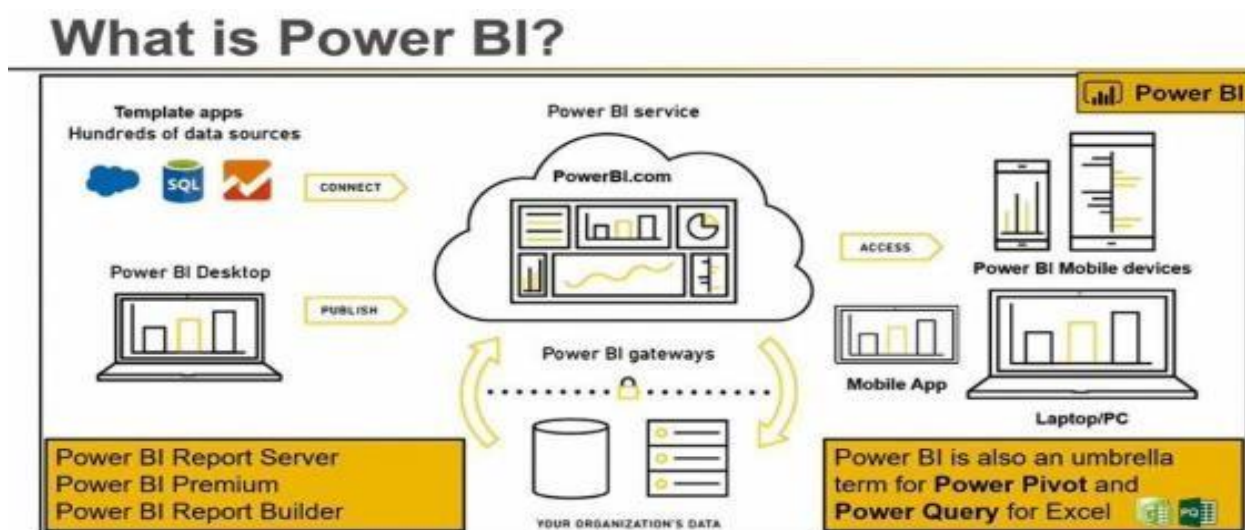 What is Power BI?
Power BI
Template apps
Hundreds of data sources
SQL
CONNECT
Power BI service
PowerBI.com
ACCESS
Power BI Mobile devices
Power BI Desktop
PUBLISH
Power BI gateways
Mobile App
Laptop/PC
Power BI Report Server
Power BI Premium
Power BI Report Builder
YOUR ORGANIZATION'S DATA
Power BI is also an umbrella
term for Power Pivot and
Power Query for Excel
PQ